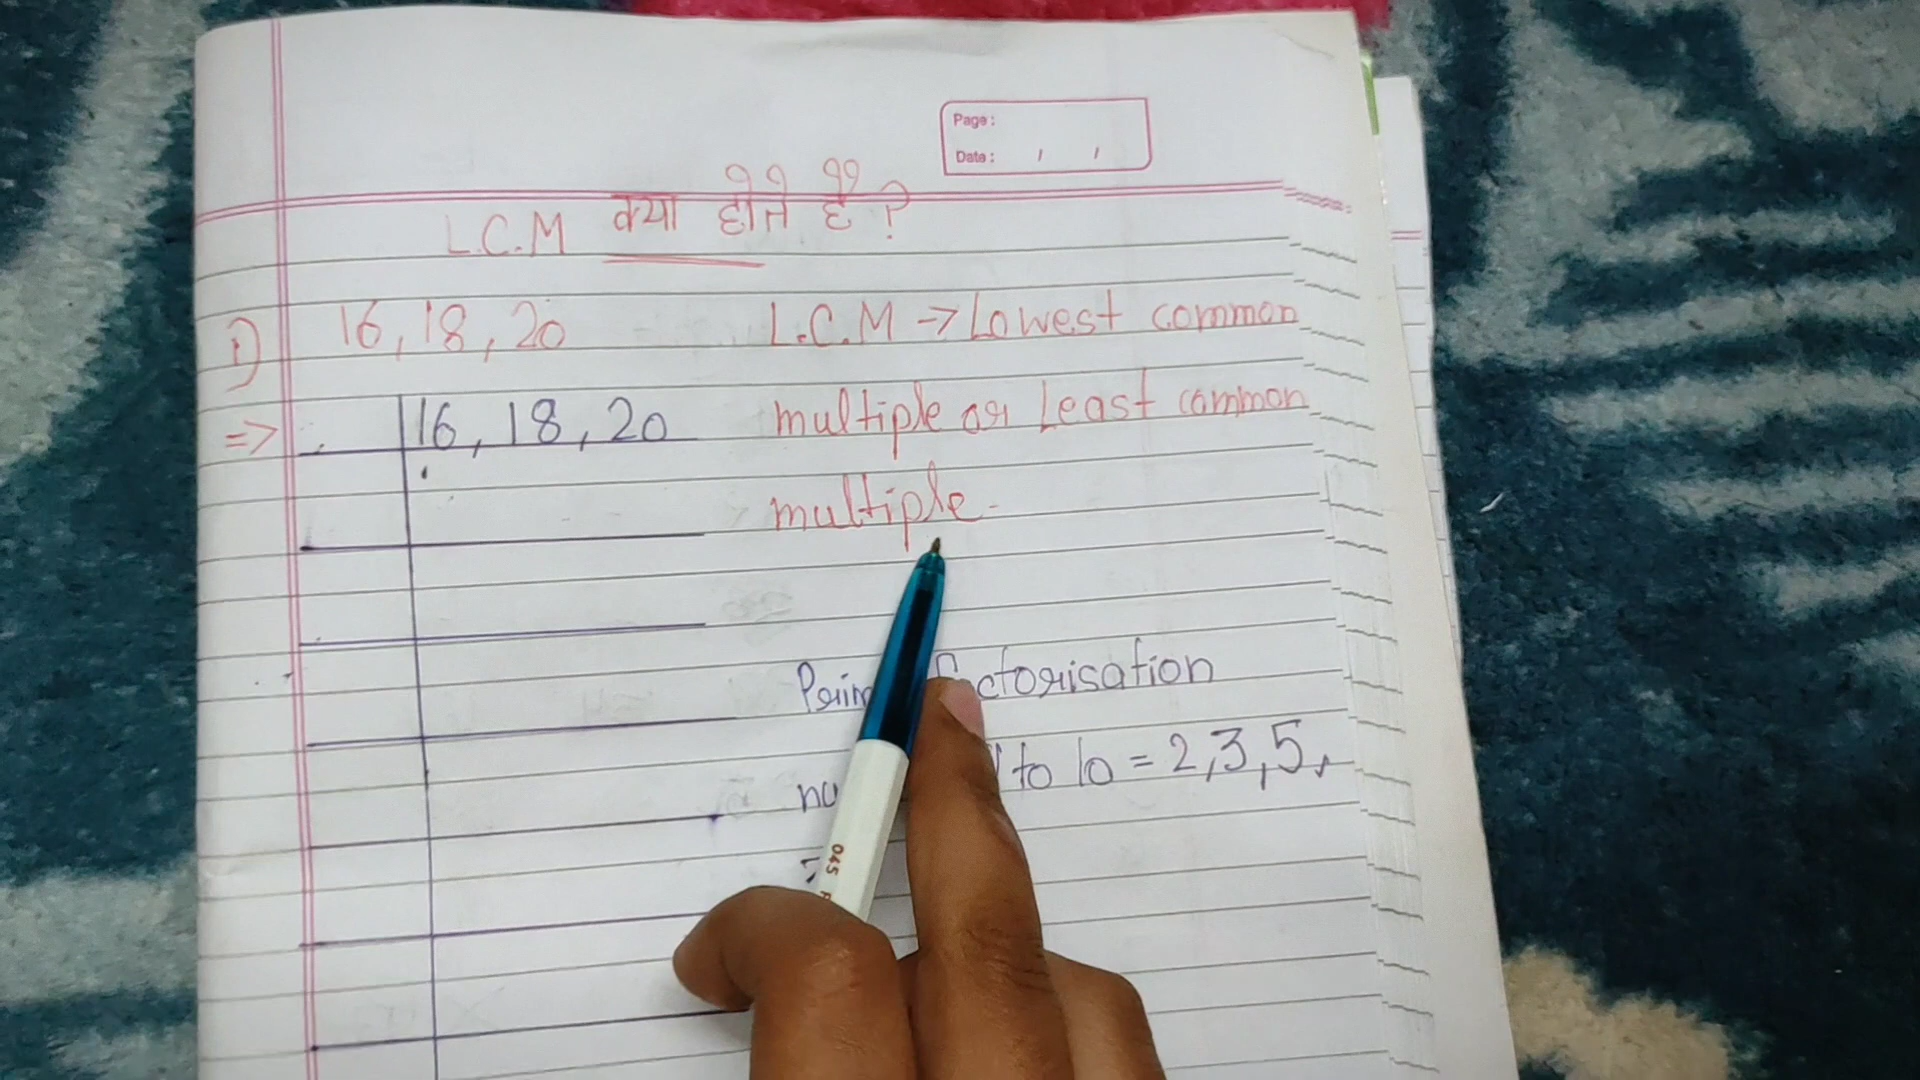 Page:
Date: / /
L.C.M क्या होते है ?
1) 16, 18, 20 L.C.M → Lowest common
=> 16, 18, 20 multiple or Least common
multiple
to 10 = 2,3,5,
045